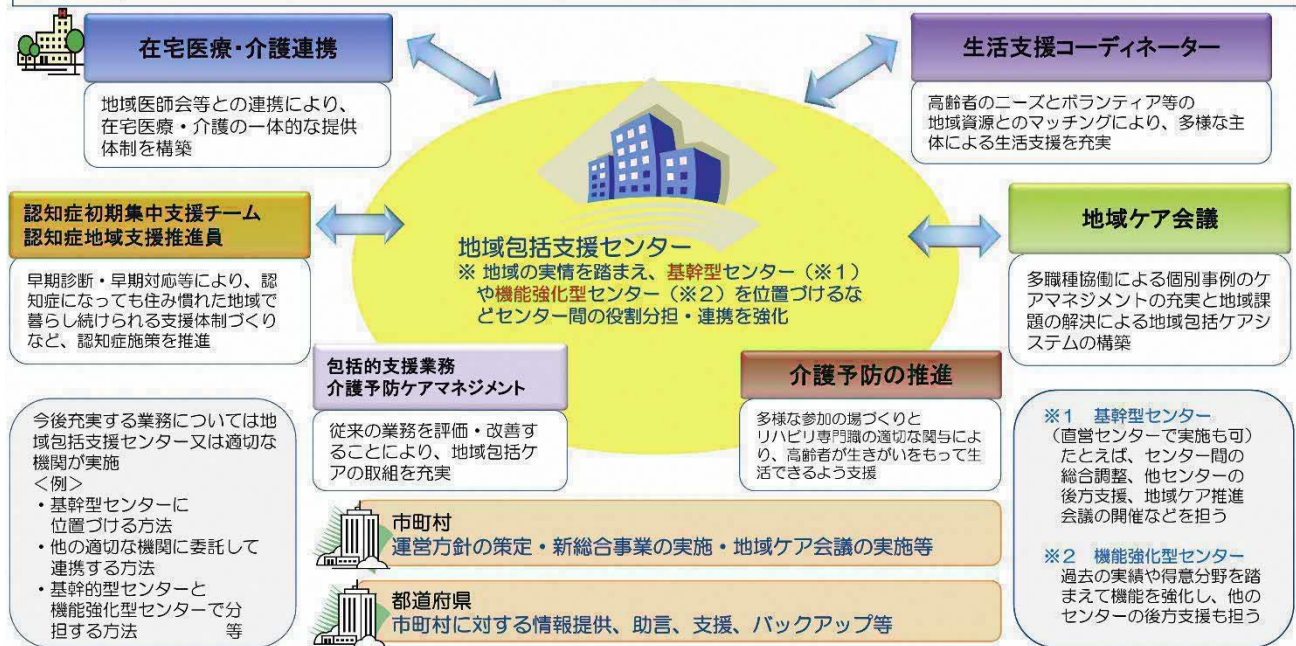 在宅医療・介護連携
地域医師会等との連携により、
在宅医療・介護の一体的な提供
体制を構築
生活支援コーディネーター
高齢者のニーズとボランティア等の
地域資源とのマッチングにより、多様な主
体による生活支援を充実
認知症初期集中支援チーム
認知症地域支援推進員
早期診断・早期対応等により、認
知症になっても住み慣れた地域で
暮らし続けられる支援体制づくり
など、認知症施策を推進
地域包括支援センター
※ 地域の実情を踏まえ、基幹型センター（※１）
や機能強化型センター（※２）を位置づけるな
どセンター間の役割分担・連携を強化
地域ケア会議
多職種協働による個別事例のケ
アマネジメントの充実と地域課
題の解決による地域包括ケアシ
ステムの構築
包括的支援業務
介護予防ケアマネジメント
従来の業務を評価・改善す
ることにより、地域包括ケ
アの取組を充実
介護予防の推進
多様な参加の場づくりと
リハビリ専門職の適切な関与によ
り、高齢者が生きがいをもって生
活できるよう支援
今後充実する業務については地
域包括支援センター又は適切な
機関が実施
＜例＞
・基幹型センターに
位置づける方法
・他の適切な機関に委託して
連携する方法
・基幹的型センターと
機能強化型センターで分
担する方法 等
市町村
運営方針の策定・新総合事業の実施・地域ケア会議の実施等
都道府県
市町村に対する情報提供、助言、支援、バックアップ等
※１ 基幹型センター
（直営センターで実施も可）
たとえば、センター間の
総合調整、他センターの
後方支援、地域ケア推進
会議の開催などを担う
※２ 機能強化型センター
過去の実績や得意分野を踏
まえて機能を強化し、他の
センターの後方支援も担う